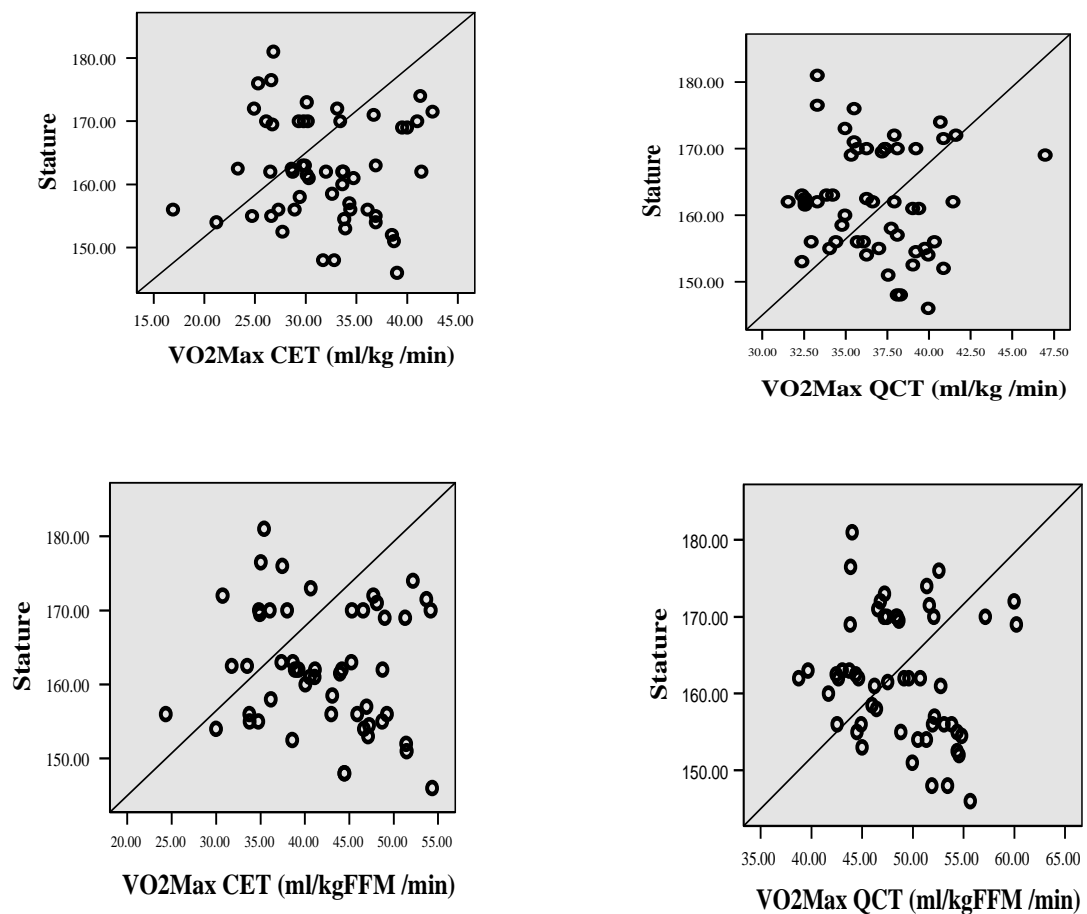 180.00
170.00
160.00
150.00
Stature
15.00 20.00 25.00 30.00 35.00 40.00 45.00
VO2Max CET (ml/kg /min)
180.00
170.00
160.00
150.00
Stature
30.00 32.50 35.00 37.50 40.00 42.50 45.00 47.50
VO2Max QCT (ml/kg /min)
180.00
170.00
160.00
150.00
Stature
20.00 25.00 30.00 35.00 40.00 45.00 50.00 55.00
VO2Max CET (ml/kgFFM /min)
180.00
170.00
160.00
150.00
Stature
35.00 40.00 45.00 50.00 55.00 60.00 65.00
VO2Max QCT (ml/kgFFM /min)